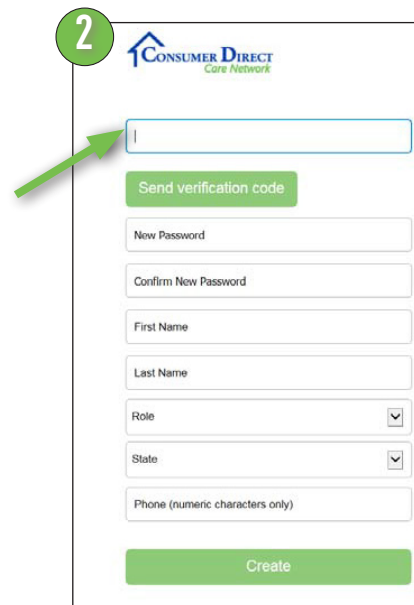 2
CONSUMER DIRECT
Care Network
Send verification code
New Password
Confirm New Password
First Name
Last Name
Role
State
Phone (numeric characters only)
Create